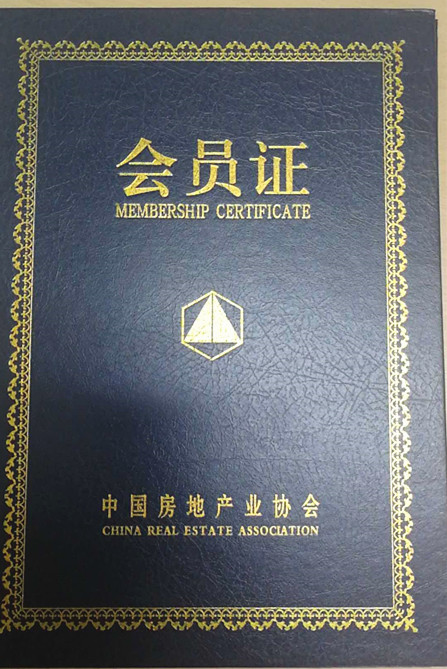 会员证
MEMBERSHIP CERTIFICATE
中国房地产业协会
CHINA REAL ESTATE ASSOCIATION